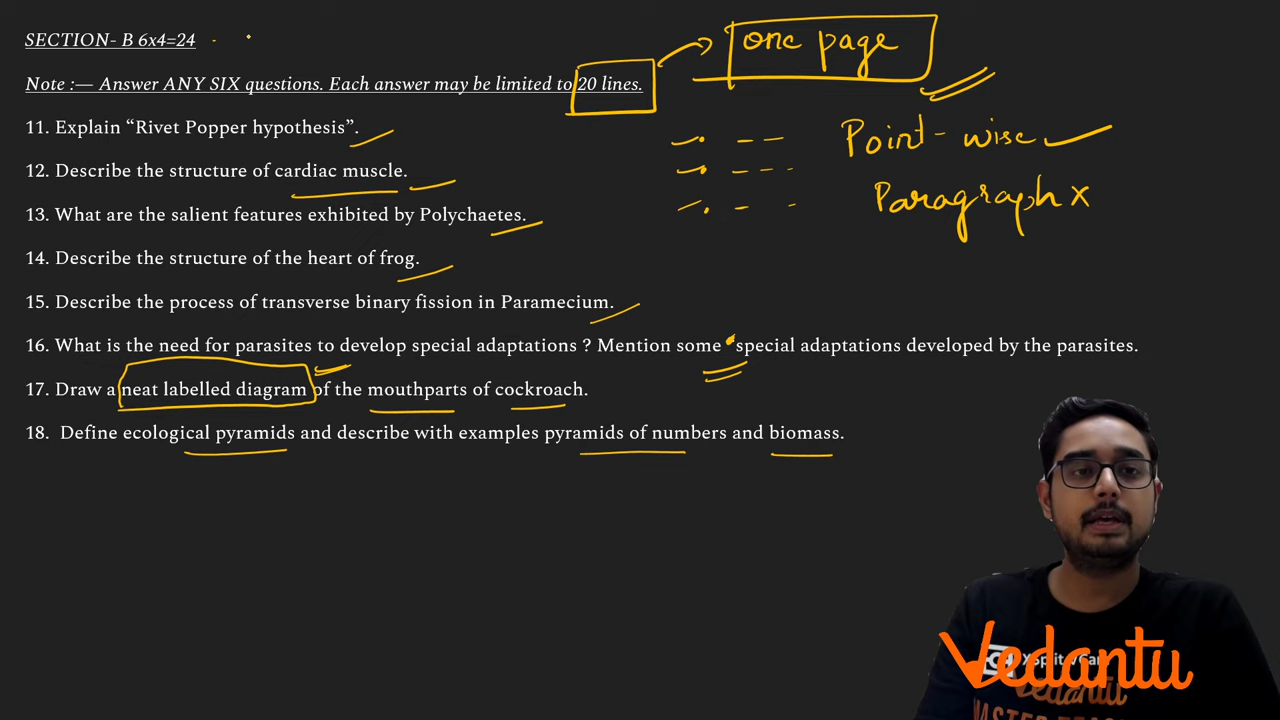 SECTION- B 6x4=24
one page
Note :— Answer ANY SIX questions. Each answer may be limited to 20 lines.
11. Explain “Rivet Popper hypothesis”.
Point-wise
12. Describe the structure of cardiac muscle.
Paragraph x
13. What are the salient features exhibited by Polychaetes.
14. Describe the structure of the heart of frog.
15. Describe the process of transverse binary fission in Paramecium.
16. What is the need for parasites to develop special adaptations ? Mention some special adaptations developed by the parasites.
17. Draw a neat labelled diagram of the mouthparts of cockroach.
18. Define ecological pyramids and describe with examples pyramids of numbers and biomass.
Vedantu
MASTER TEACHER